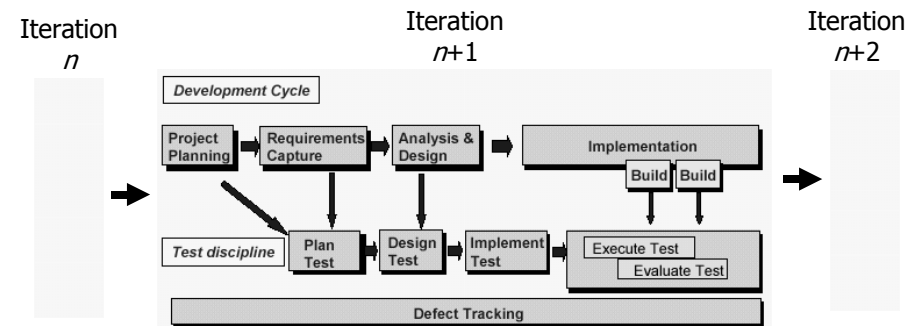 Iteration
n
Iteration
n+1
Iteration
n+2
Development Cycle
Project
Planning
Requirements
Capture
Analysis &
Design
Implementation
Build
Build
Test discipline
Plan
Test
Design
Test
Implement
Test
Execute Test
Evaluate Test
Defect Tracking